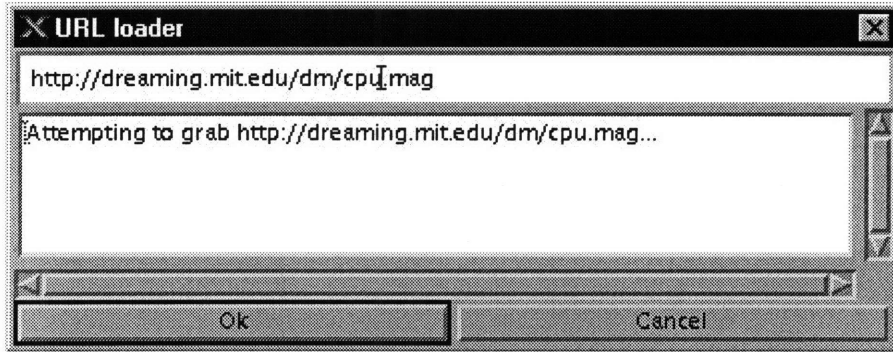 URL loader
http://dreaming.mit.edu/dm/cpu.mag
Attempting to grab http://dreaming.mit.edu/dm/cpu.mag...
Ok
Cancel